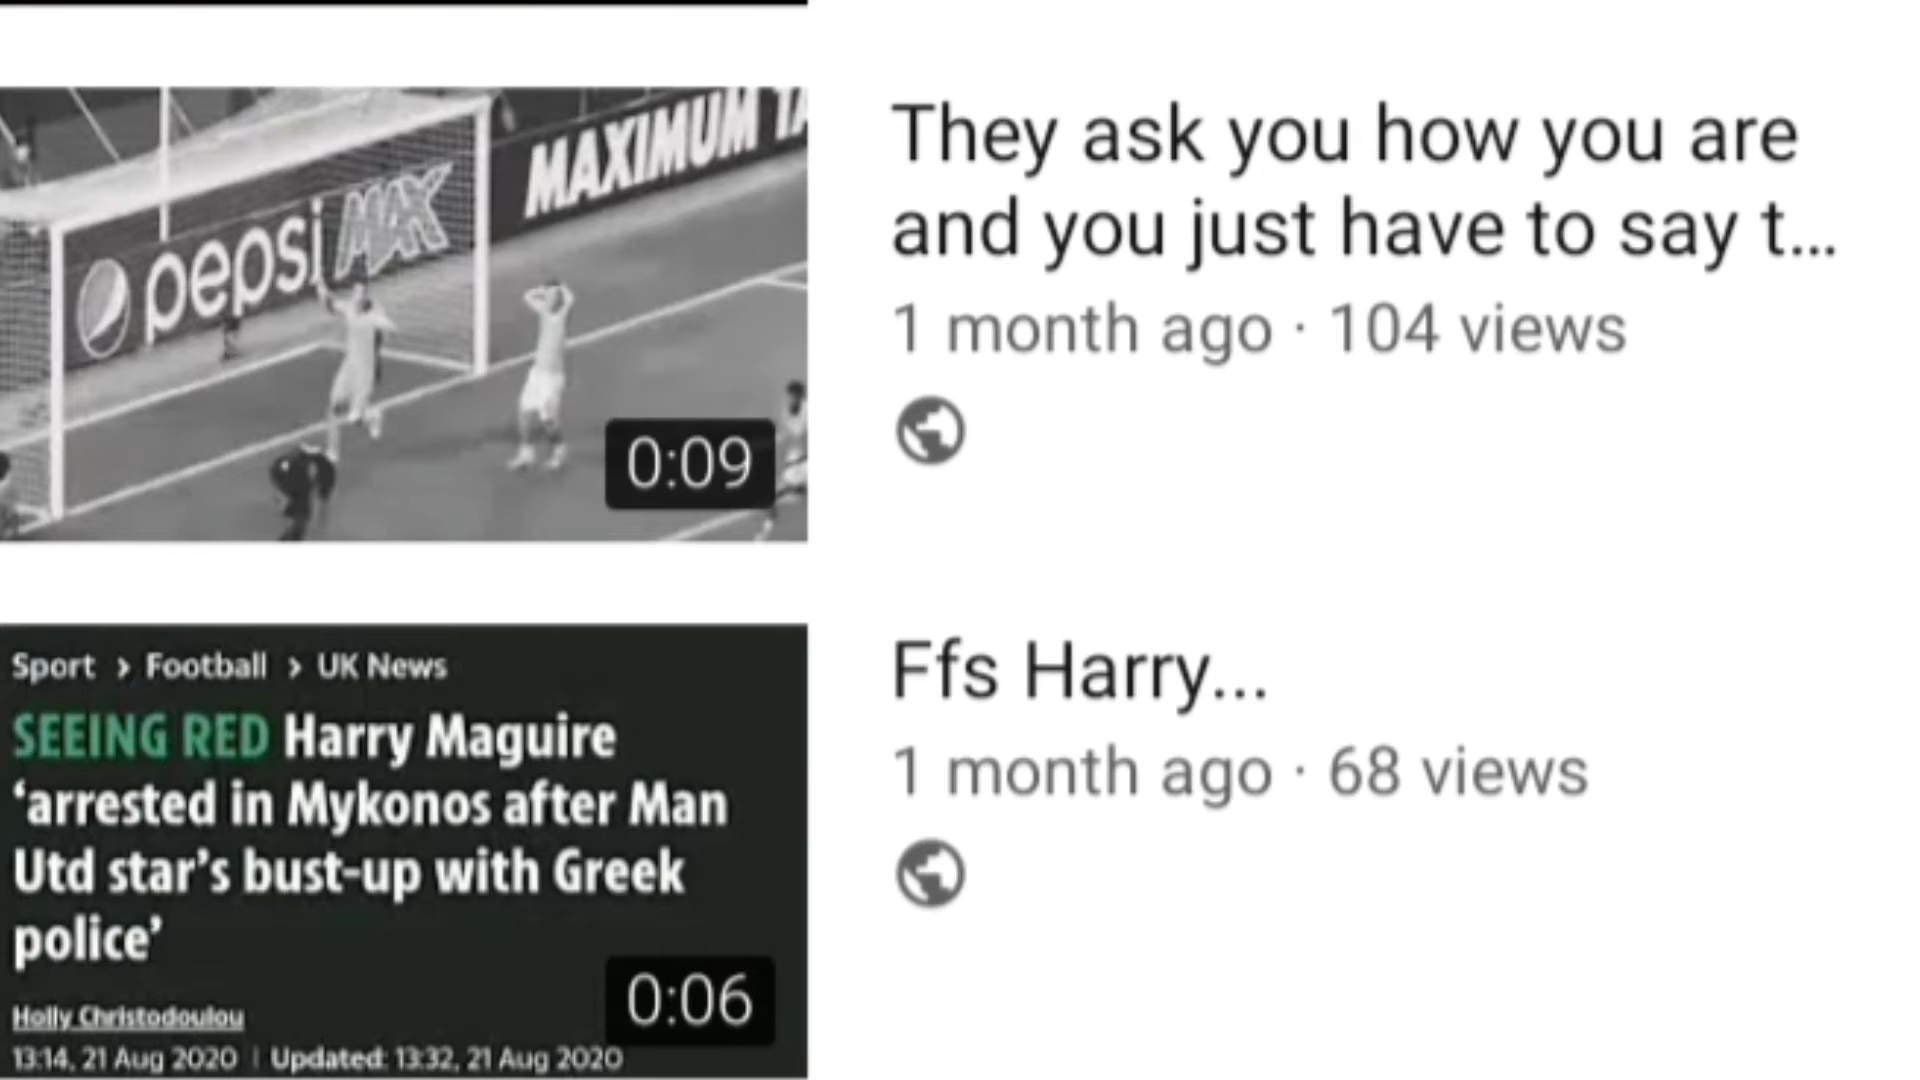 pepsi MAX
MAXIMUM TA
0:09
They ask you how you are
and you just have to say t...
1 month ago · 104 views
Sport > Football > UK News
SEEING RED Harry Maguire
‘arrested in Mykonos after Man
Utd star’s bust-up with Greek
police’
Holly Christodoulou
13:14, 21 Aug 2020 | Updated: 13:32, 21 Aug 2020
0:06
Ffs Harry...
1 month ago · 68 views